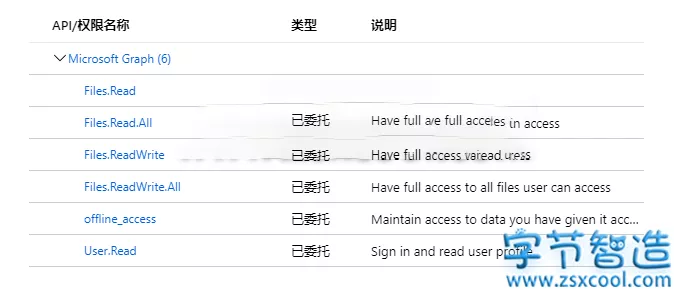 API/权限名称 类型 说明
Microsoft Graph (6)
Files.Read
Files.Read.All 已委托 Have full are full acceles in access
Files.ReadWrite 已委托 Have full access
Files.ReadWrite.All 已委托 Have full access to all files user can access
offline_access 已委托 Maintain access to data you have given it acc...
User.Read 已委托 Sign in and read user profile
字节智造
www.zsxcool.com